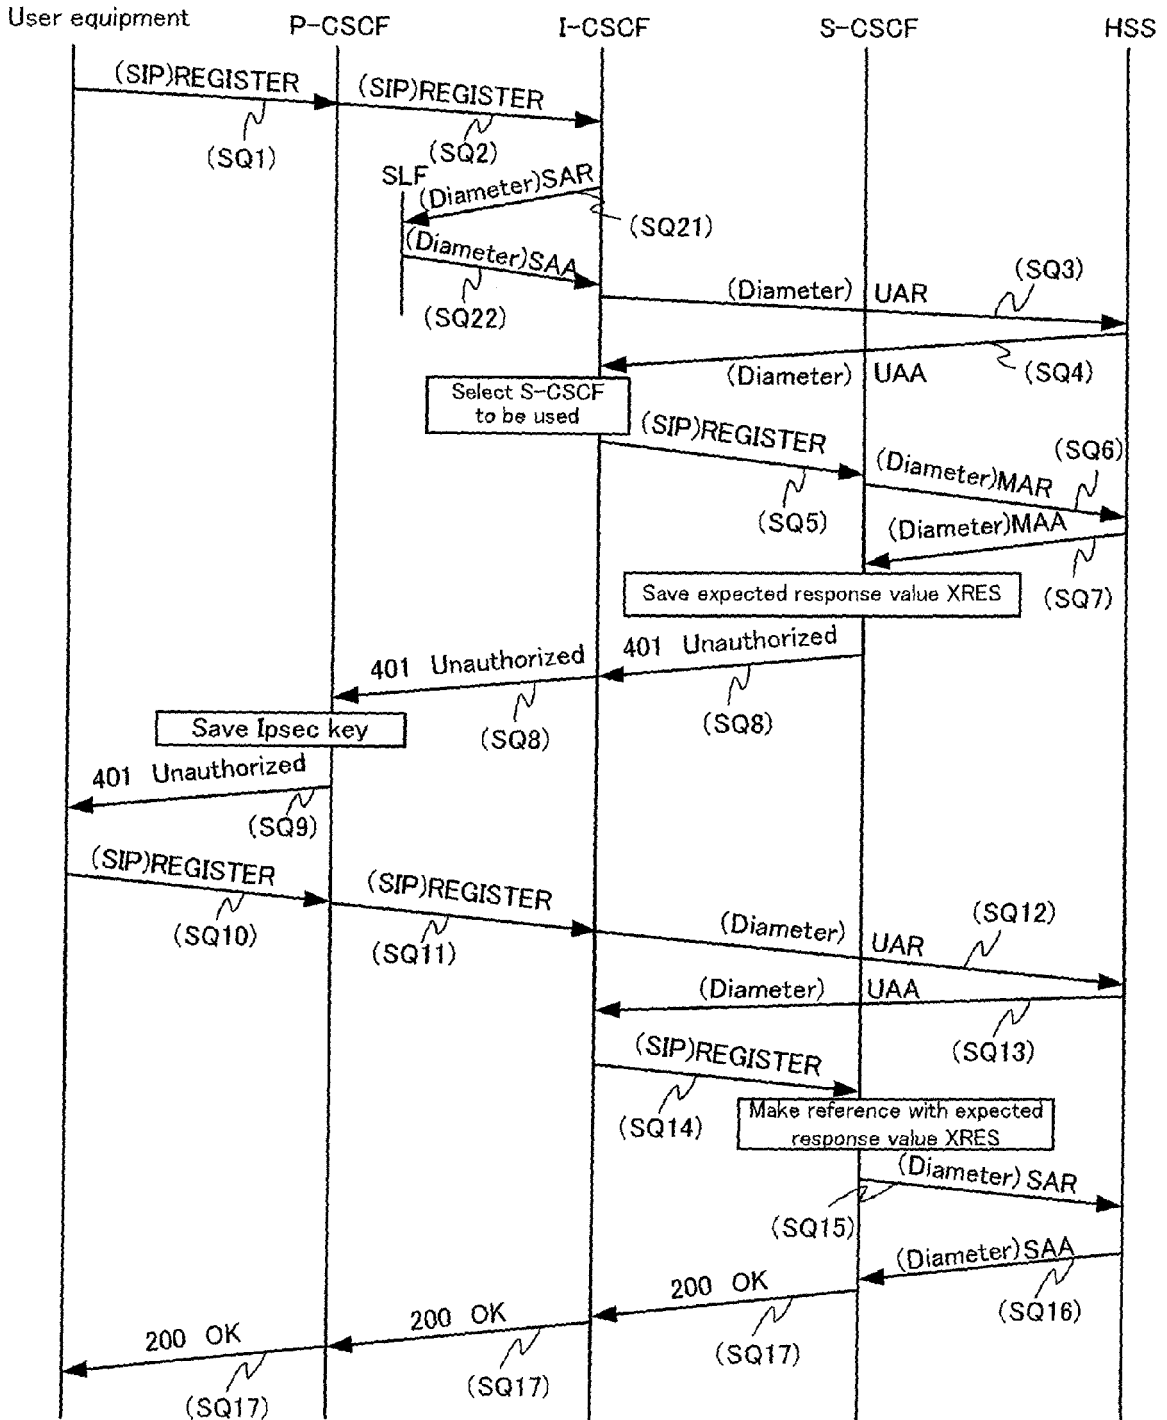 User equipment
P-CSCF
I-CSCF
S-CSCF
HSS
(SIP)REGISTER
(SIP)REGISTER
(SQ1)
(SQ2)
SLF
(Diameter)SAR
(SQ21)
(Diameter)SAA
(SQ22)
(Diameter) UAR
(SQ3)
(Diameter) UAA
(SQ4)
Select S-CSCF
to be used
(SIP)REGISTER
(SQ5)
(Diameter)MAR
(SQ6)
(Diameter)MAA
(SQ7)
Save expected response value XRES
401 Unauthorized
401 Unauthorized
(SQ8)
(SQ8)
Save Ipsec key
401 Unauthorized
(SQ9)
(SIP)REGISTER
(SIP)REGISTER
(SQ10)
(SQ11)
(Diameter) UAR
(SQ12)
(Diameter) UAA
(SQ13)
(SIP)REGISTER
(SQ14)
Make reference with expected
response value XRES
(Diameter) SAR
(SQ15)
(Diameter)SAA
(SQ16)
200 OK
200 OK
200 OK
(SQ17)
(SQ17)
(SQ17)